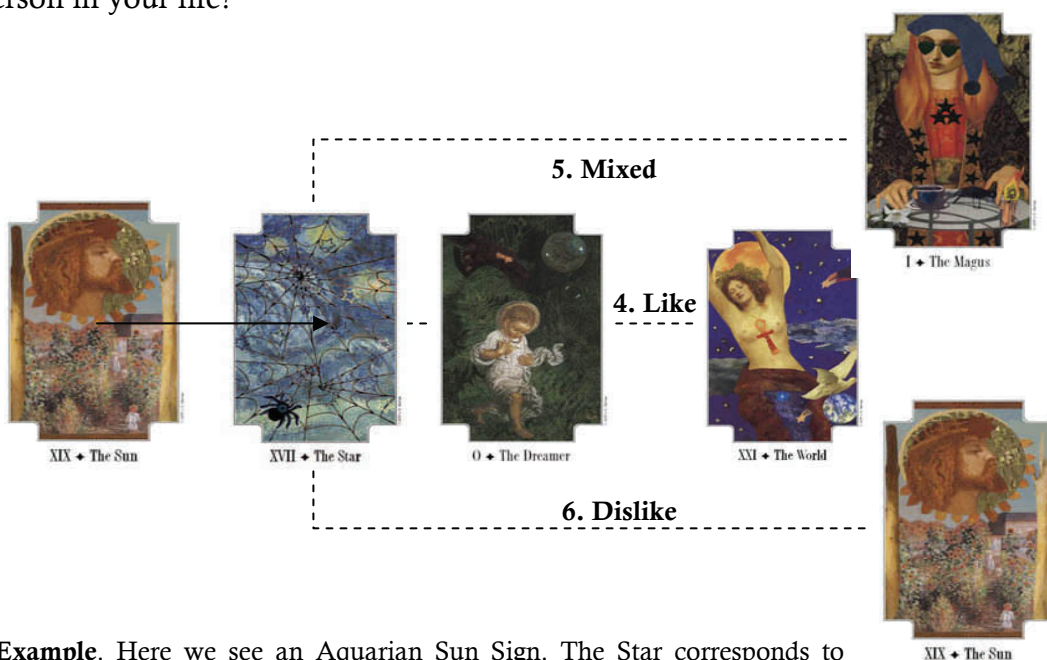 erson in your life?
I ✦ The Magus
5. Mixed
4. Like
XIX ✦ The Sun
XVII ✦ The Star
O ✦ The Dreamer
XXI ✦ The World
6. Dislike
Example. Here we see an Aquarian Sun Sign. The Star corresponds to
XIX ✦ The Sun